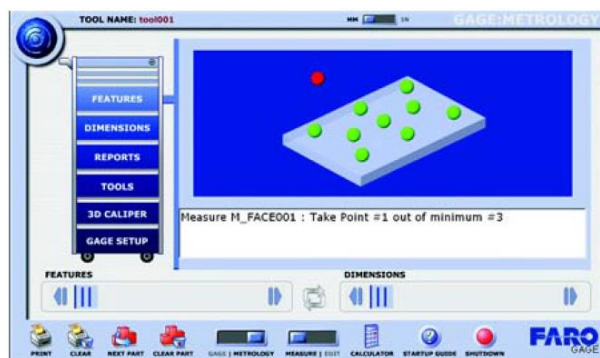 TOOL NAME: tool001
MM IN
GAGE:METROLOGY
FEATURES
DIMENSIONS
REPORTS
TOOLS
3D CALIPER
GAGE SETUP
Measure M_FACE001 : Take Point #1 out of minimum #3
FEATURES
DIMENSIONS
PRINT
CLEAR
NEXT PART
CLEAR PART
GAGE | METROLOGY
MEASURE | EDIT
CALCULATOR
STARTUP GUIDE
SHUTDOWN
FARO
GAGE